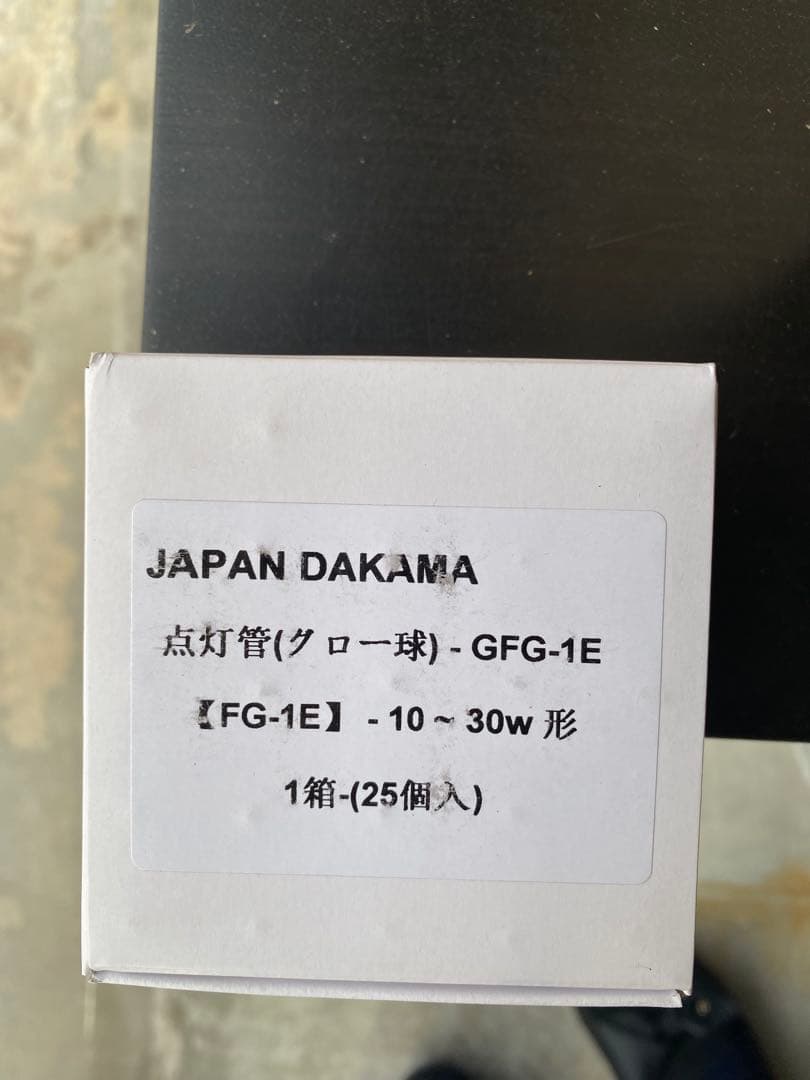 JAPAN DAKAMA
点灯管(グロー球) - GFG-1E
【FG-1E】 - 10 ~ 30w 形
1箱-(25個入)